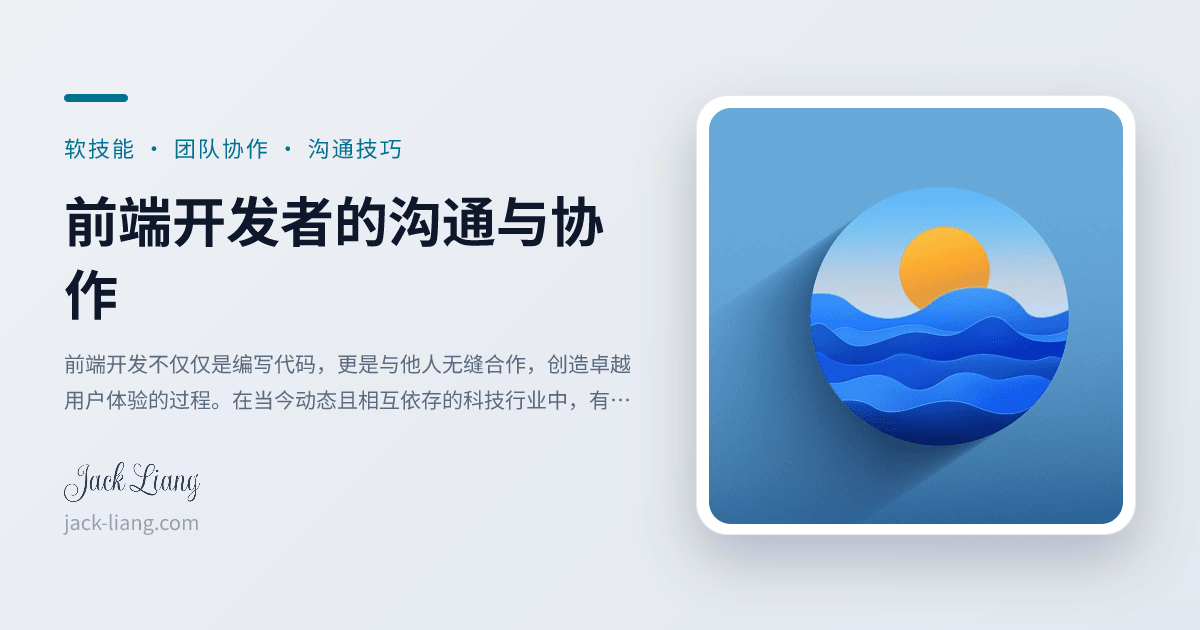 软技能 • 团队协作 • 沟通技巧
前端开发者的沟通与协
作
前端开发不仅仅是编写代码，更是与他人无缝合作，创造卓越
用户体验的过程。在当今动态且相互依存的科技行业中，有…
Jack Liang
jack-liang.com